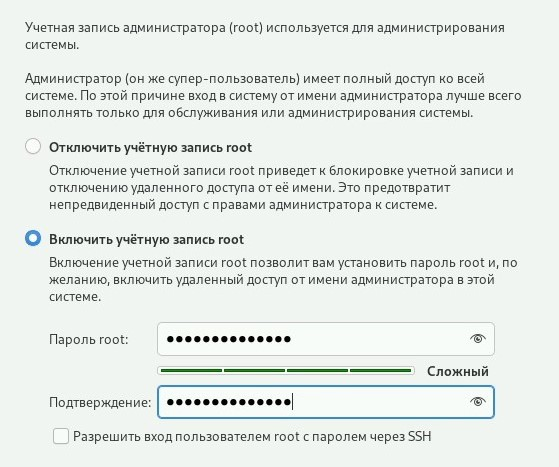 Учетная запись администратора (root) используется для администрирования
системы.
Администратор (он же супер-пользователь) имеет полный доступ ко всей
системе. По этой причине вход в систему от имени администратора лучше всего
выполнять только для обслуживания или администрирования системы.
Отключить учётную запись root
Отключение учетной записи root приведет к блокировке учетной записи и
отключению удаленного доступа от её имени. Это предотвратит
непредвиденный доступ с правами администратора к системе.
Включить учётную запись root
Включение учетной записи root позволит вам установить пароль root и, по
желанию, включить удаленный доступ от имени администратора в этой
системе.
Пароль root: ••••••••••••••
Сложный
Подтверждение: ••••••••••••••
Разрешить вход пользователем root с паролем через SSH